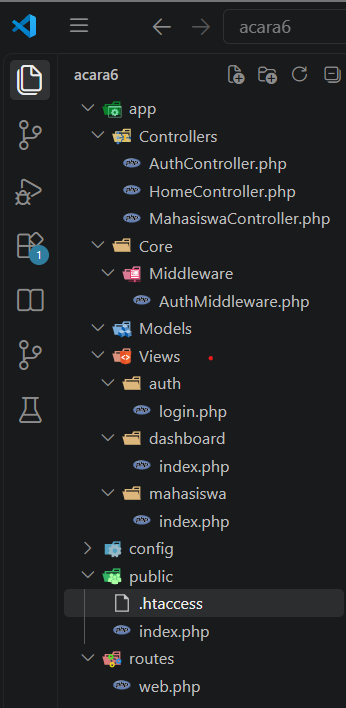 acara6
acara6
app
Controllers
AuthController.php
HomeController.php
MahasiswaController.php
Core
Middleware
AuthMiddleware.php
Models
Views
auth
login.php
dashboard
index.php
mahasiswa
index.php
config
public
.htaccess
index.php
routes
web.php
1